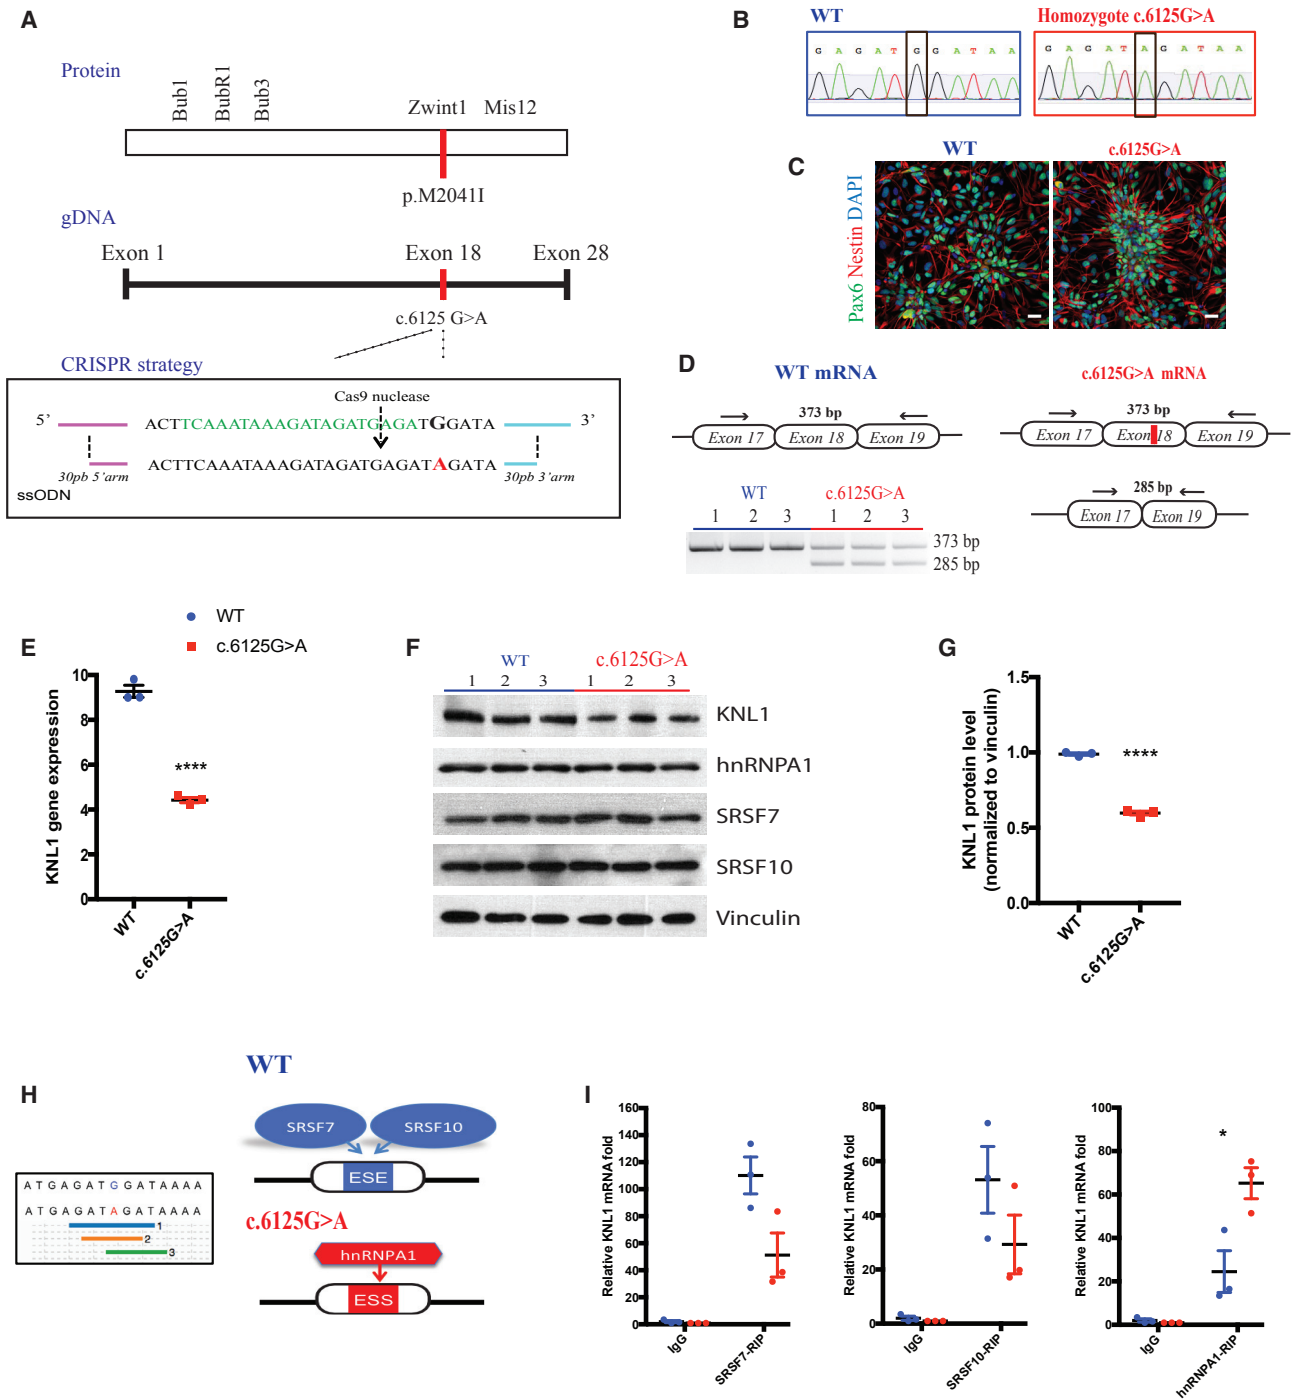 A
Protein
Bub1
BubR1
Bub3
Zwint1 Mis12
p.M2041I
gDNA
Exon 1 Exon 18 Exon 28
c.6125 G>A
CRISPR strategy
Cas9 nuclease
5’ ACTTCAAATAAAGATAGATGAGATGGATA 3’
ACTTCAAATAAAGATAGATGAGATAGATA
30pb 5’arm 30pb 3’arm
ssODN
B
WT Homozygote c.6125G>A
G A G A T G G A T A A
G A G A T A G A T A A
C
WT c.6125G>A
Pax6 Nestin DAPI
D
WT mRNA c.6125G>A mRNA
373 bp 373 bp
Exon 17 Exon 18 Exon 19 Exon 17 Exon 18 Exon 19
285 bp
Exon 17 Exon 19
WT c.6125G>A
1 2 3 1 2 3
373 bp
285 bp
E
WT
c.6125G>A
KNL1 gene expression
10
8
6
4
2
0
****
WT
c.6125G>A
F
WT c.6125G>A
1 2 3 1 2 3
KNL1
hnRNPA1
SRSF7
SRSF10
Vinculin
G
KNL1 protein level
(normalized to vinculin)
1.5
1.0
0.5
0.0
****
WT
c.6125G>A
H
WT
SRSF7 SRSF10
ESE
c.6125G>A
hnRNPA1
ESS
A T G A G A T G G A T A A A A
A T G A G A T A G A T A A A A
1
2
3
I
Relative KNL1 mRNA fold
160
140
120
100
80
60
40
20
0
IgG
SRSF7-RIP
Relative KNL1 mRNA fold
80
60
40
20
0
IgG
SRSF10-RIP
Relative KNL1 mRNA fold
100
80
60
40
20
0
*
IgG
hnRNPA1-RIP